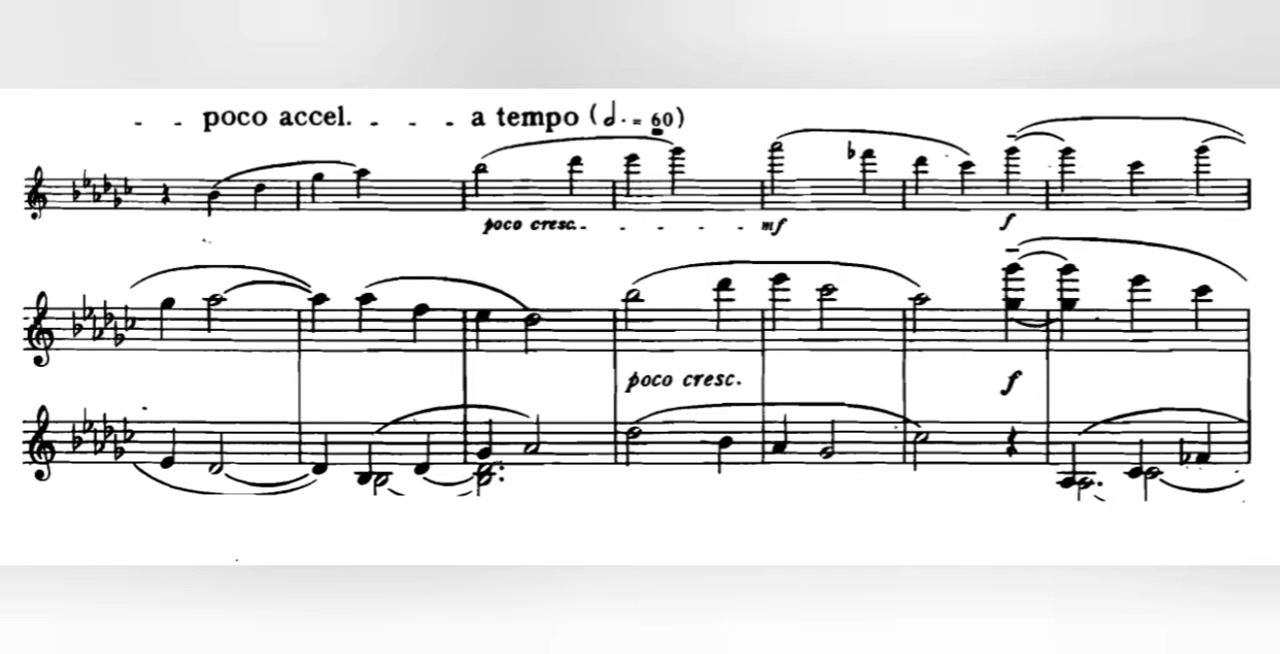 - - poco accel. - - - a tempo (𝅗𝅥. = 60)
poco cresc.- - - - - mf f
poco cresc. f